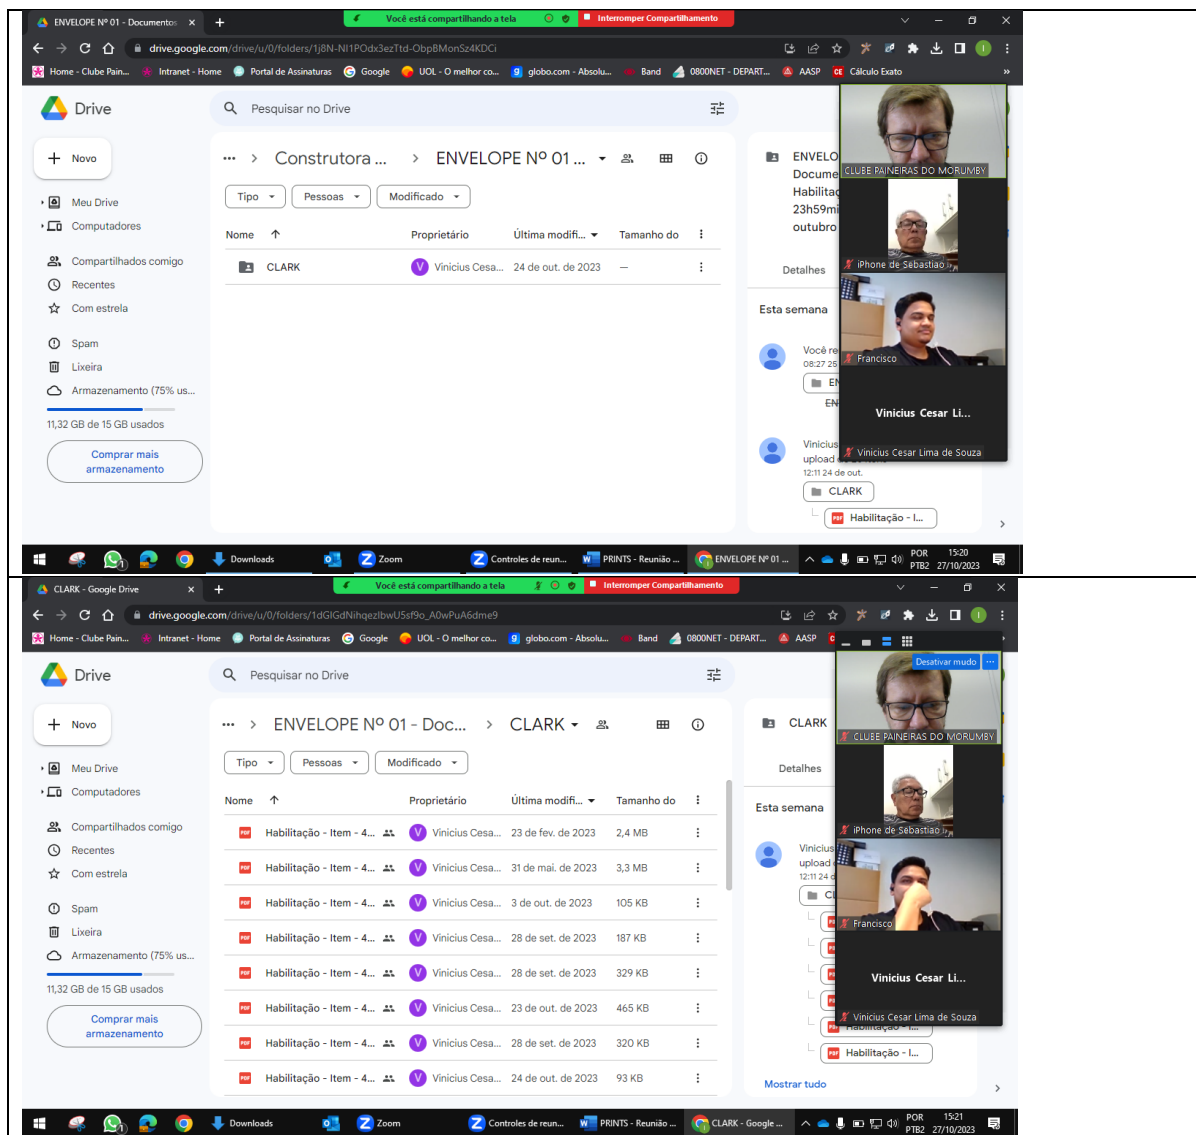 ENVELOPE Nº 01 - Documentos
Você está compartilhando a tela
Interromper Compartilhamento
drive.google.com/drive/u/0/folders/1j8N-NI1POdx3ezTtd-ObpBMonSz4KDCi
Home - Clube Pain...
Intranet - Home
Portal de Assinaturas
Google
UOL - O melhor co...
globo.com - Absolu...
Band
0800NET - DEPART...
AASP
Cálculo Exato
Drive
Pesquisar no Drive
Novo
Construtora ...
ENVELOPE Nº 01 ...
Tipo
Pessoas
Modificado
Meu Drive
Computadores
Compartilhados comigo
Recentes
Com estrela
Spam
Lixeira
Armazenamento (75% us...
11,32 GB de 15 GB usados
Comprar mais
armazenamento
Nome
Proprietário
Última modifi...
Tamanho do
CLARK
V
Vinicius Cesa...
24 de out. de 2023
—
ENVELO
Docume
Habilitaç
23h59mi
outubro
Detalhes
Esta semana
Você re
08:27 25
EN
EN
Vinicius
upload
12:11 24 de out.
CLARK
Habilitação - I...
CLUBE PAINEIRAS DO MORUMBY
iPhone de Sebastiao
Francisco
Vinicius Cesar Li...
Vinicius Cesar Lima de Souza
Downloads
Zoom
Controles de reun...
PRINTS - Reunião ...
ENVELOPE Nº 01 ...
POR
PTB2
15:20
27/10/2023
CLARK - Google Drive
Você está compartilhando a tela
Interromper Compartilhamento
drive.google.com/drive/u/0/folders/1dGlGdNihqezlbwU5sf9o_A0wPuA6dme9
Home - Clube Pain...
Intranet - Home
Portal de Assinaturas
Google
UOL - O melhor co...
globo.com - Absolu...
Band
0800NET - DEPART...
AASP
Drive
Pesquisar no Drive
Novo
ENVELOPE Nº 01 - Doc...
CLARK
Tipo
Pessoas
Modificado
Meu Drive
Computadores
Compartilhados comigo
Recentes
Com estrela
Spam
Lixeira
Armazenamento (75% us...
11,32 GB de 15 GB usados
Comprar mais
armazenamento
Nome
Proprietário
Última modifi...
Tamanho do
Habilitação - Item - 4... V Vinicius Cesa... 23 de fev. de 2023 2,4 MB
Habilitação - Item - 4... V Vinicius Cesa... 31 de mai. de 2023 3,3 MB
Habilitação - Item - 4... V Vinicius Cesa... 3 de out. de 2023 105 KB
Habilitação - Item - 4... V Vinicius Cesa... 28 de set. de 2023 187 KB
Habilitação - Item - 4... V Vinicius Cesa... 28 de set. de 2023 329 KB
Habilitação - Item - 4... V Vinicius Cesa... 23 de out. de 2023 465 KB
Habilitação - Item - 4... V Vinicius Cesa... 28 de set. de 2023 320 KB
Habilitação - Item - 4... V Vinicius Cesa... 24 de out. de 2023 93 KB
CLARK
Detalhes
Esta semana
Vinicius
upload
12:11 24 d
CL
Habilitação - I...
Habilitação - I...
Mostrar tudo
Desativar mudo
CLUBE PAINEIRAS DO MORUMBY
iPhone de Sebastiao
Francisco
Vinicius Cesar Li...
Vinicius Cesar Lima de Souza
Downloads
Zoom
Controles de reun...
PRINTS - Reunião ...
CLARK - Google ...
POR
PTB2
15:21
27/10/2023